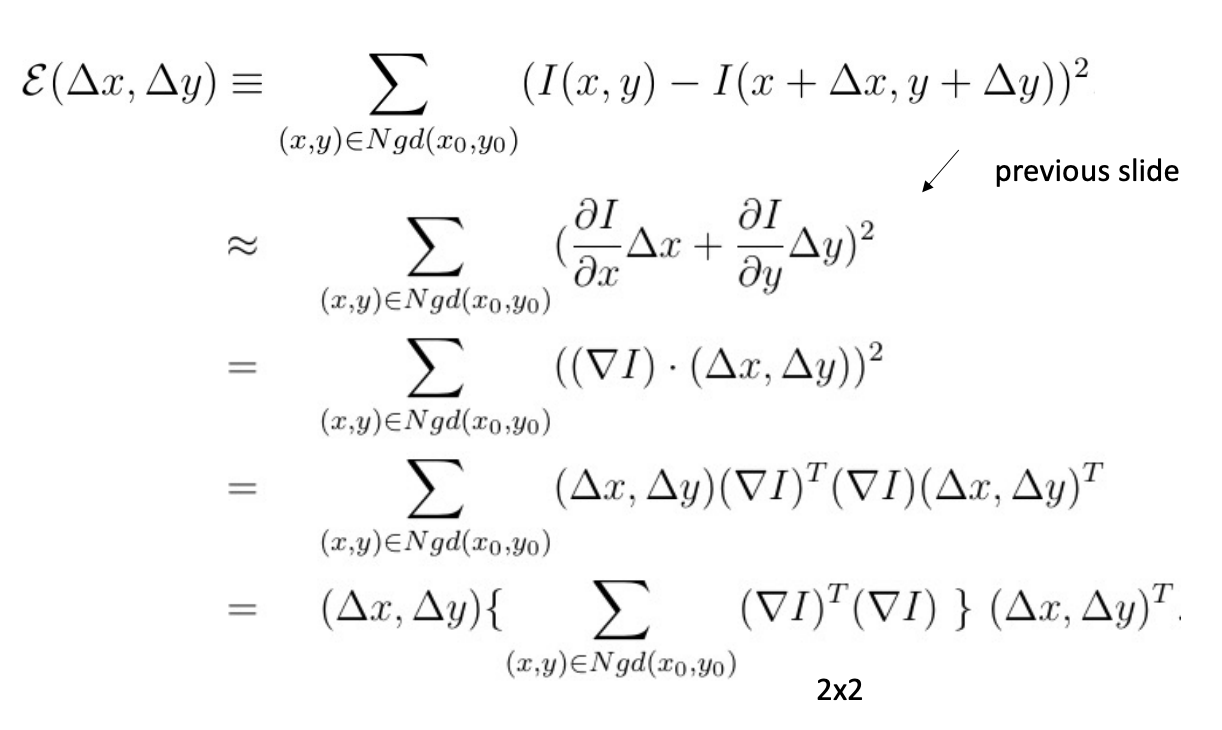 ℰ(Δx, Δy) ≡ ∑_{(x,y)∈Ngd(x₀,y₀)} (I(x, y) − I(x + Δx, y + Δy))²
previous slide
≈ ∑_{(x,y)∈Ngd(x₀,y₀)} (∂I/∂x Δx + ∂I/∂y Δy)²
= ∑_{(x,y)∈Ngd(x₀,y₀)} ((∇I) · (Δx, Δy))²
= ∑_{(x,y)∈Ngd(x₀,y₀)} (Δx, Δy)(∇I)ᵀ(∇I)(Δx, Δy)ᵀ
= (Δx, Δy){ ∑_{(x,y)∈Ngd(x₀,y₀)} (∇I)ᵀ(∇I) } (Δx, Δy)ᵀ.
2x2